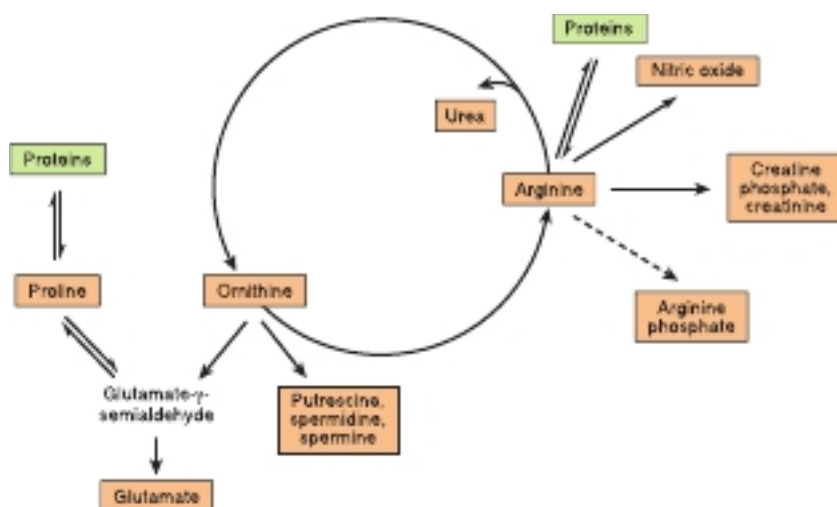 Proteins
Nitric oxide
Urea
Proteins
Arginine
Creatine
phosphate,
creatinine
Proline
Ornithine
Arginine
phosphate
Glutamate-γ-
semialdehyde
Putrescine,
spermidine,
spermine
Glutamate